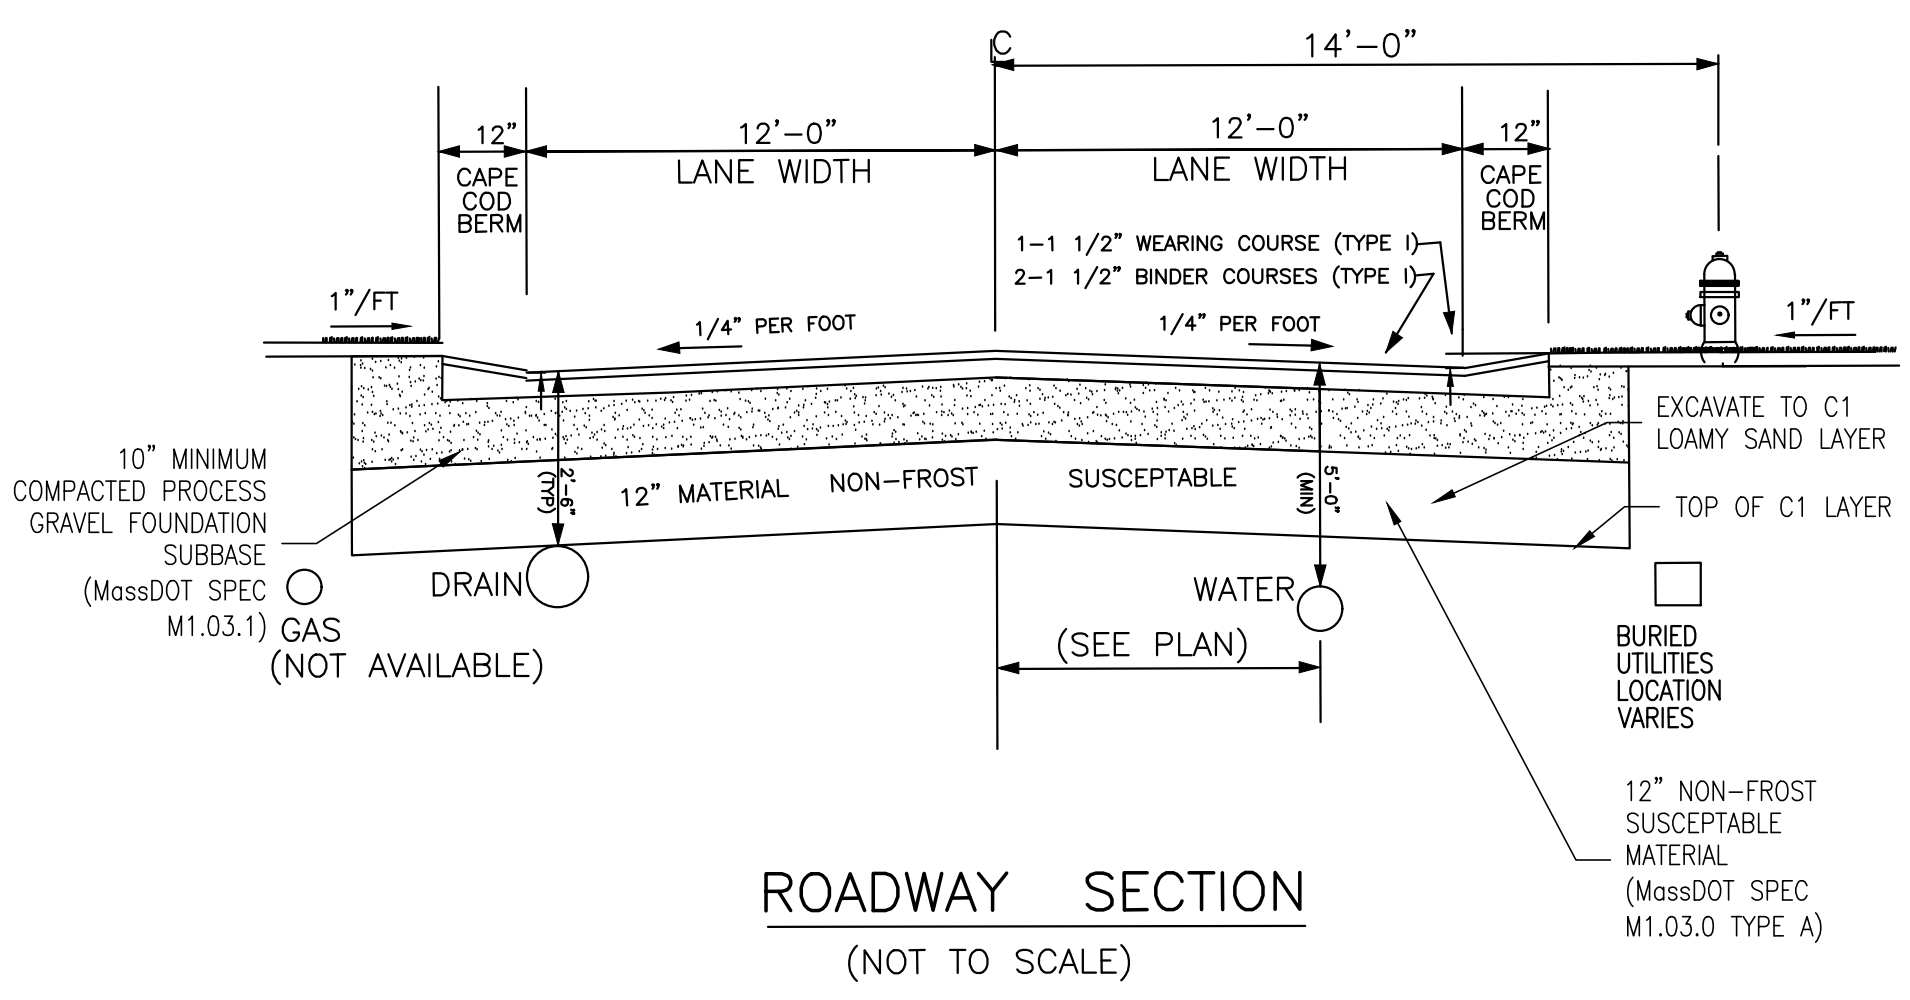 C
14'-0"
12"
12'-0"
12'-0"
12"
CAPE
COD
BERM
LANE WIDTH
LANE WIDTH
CAPE
COD
BERM
1-1 1/2" WEARING COURSE (TYPE I)
2-1 1/2" BINDER COURSES (TYPE I)
1"/FT
1/4" PER FOOT
1/4" PER FOOT
1"/FT
EXCAVATE TO C1
LOAMY SAND LAYER
10" MINIMUM
COMPACTED PROCESS
GRAVEL FOUNDATION
SUBBASE
(MassDOT SPEC
M1.03.1)
2'-6"
(TYP)
12" MATERIAL NON-FROST SUSCEPTABLE
5'-0"
(MIN)
TOP OF C1 LAYER
GAS
(NOT AVAILABLE)
DRAIN
WATER
(SEE PLAN)
BURIED
UTILITIES
LOCATION
VARIES
12" NON-FROST
SUSCEPTABLE
MATERIAL
(MassDOT SPEC
M1.03.0 TYPE A)
ROADWAY SECTION
(NOT TO SCALE)